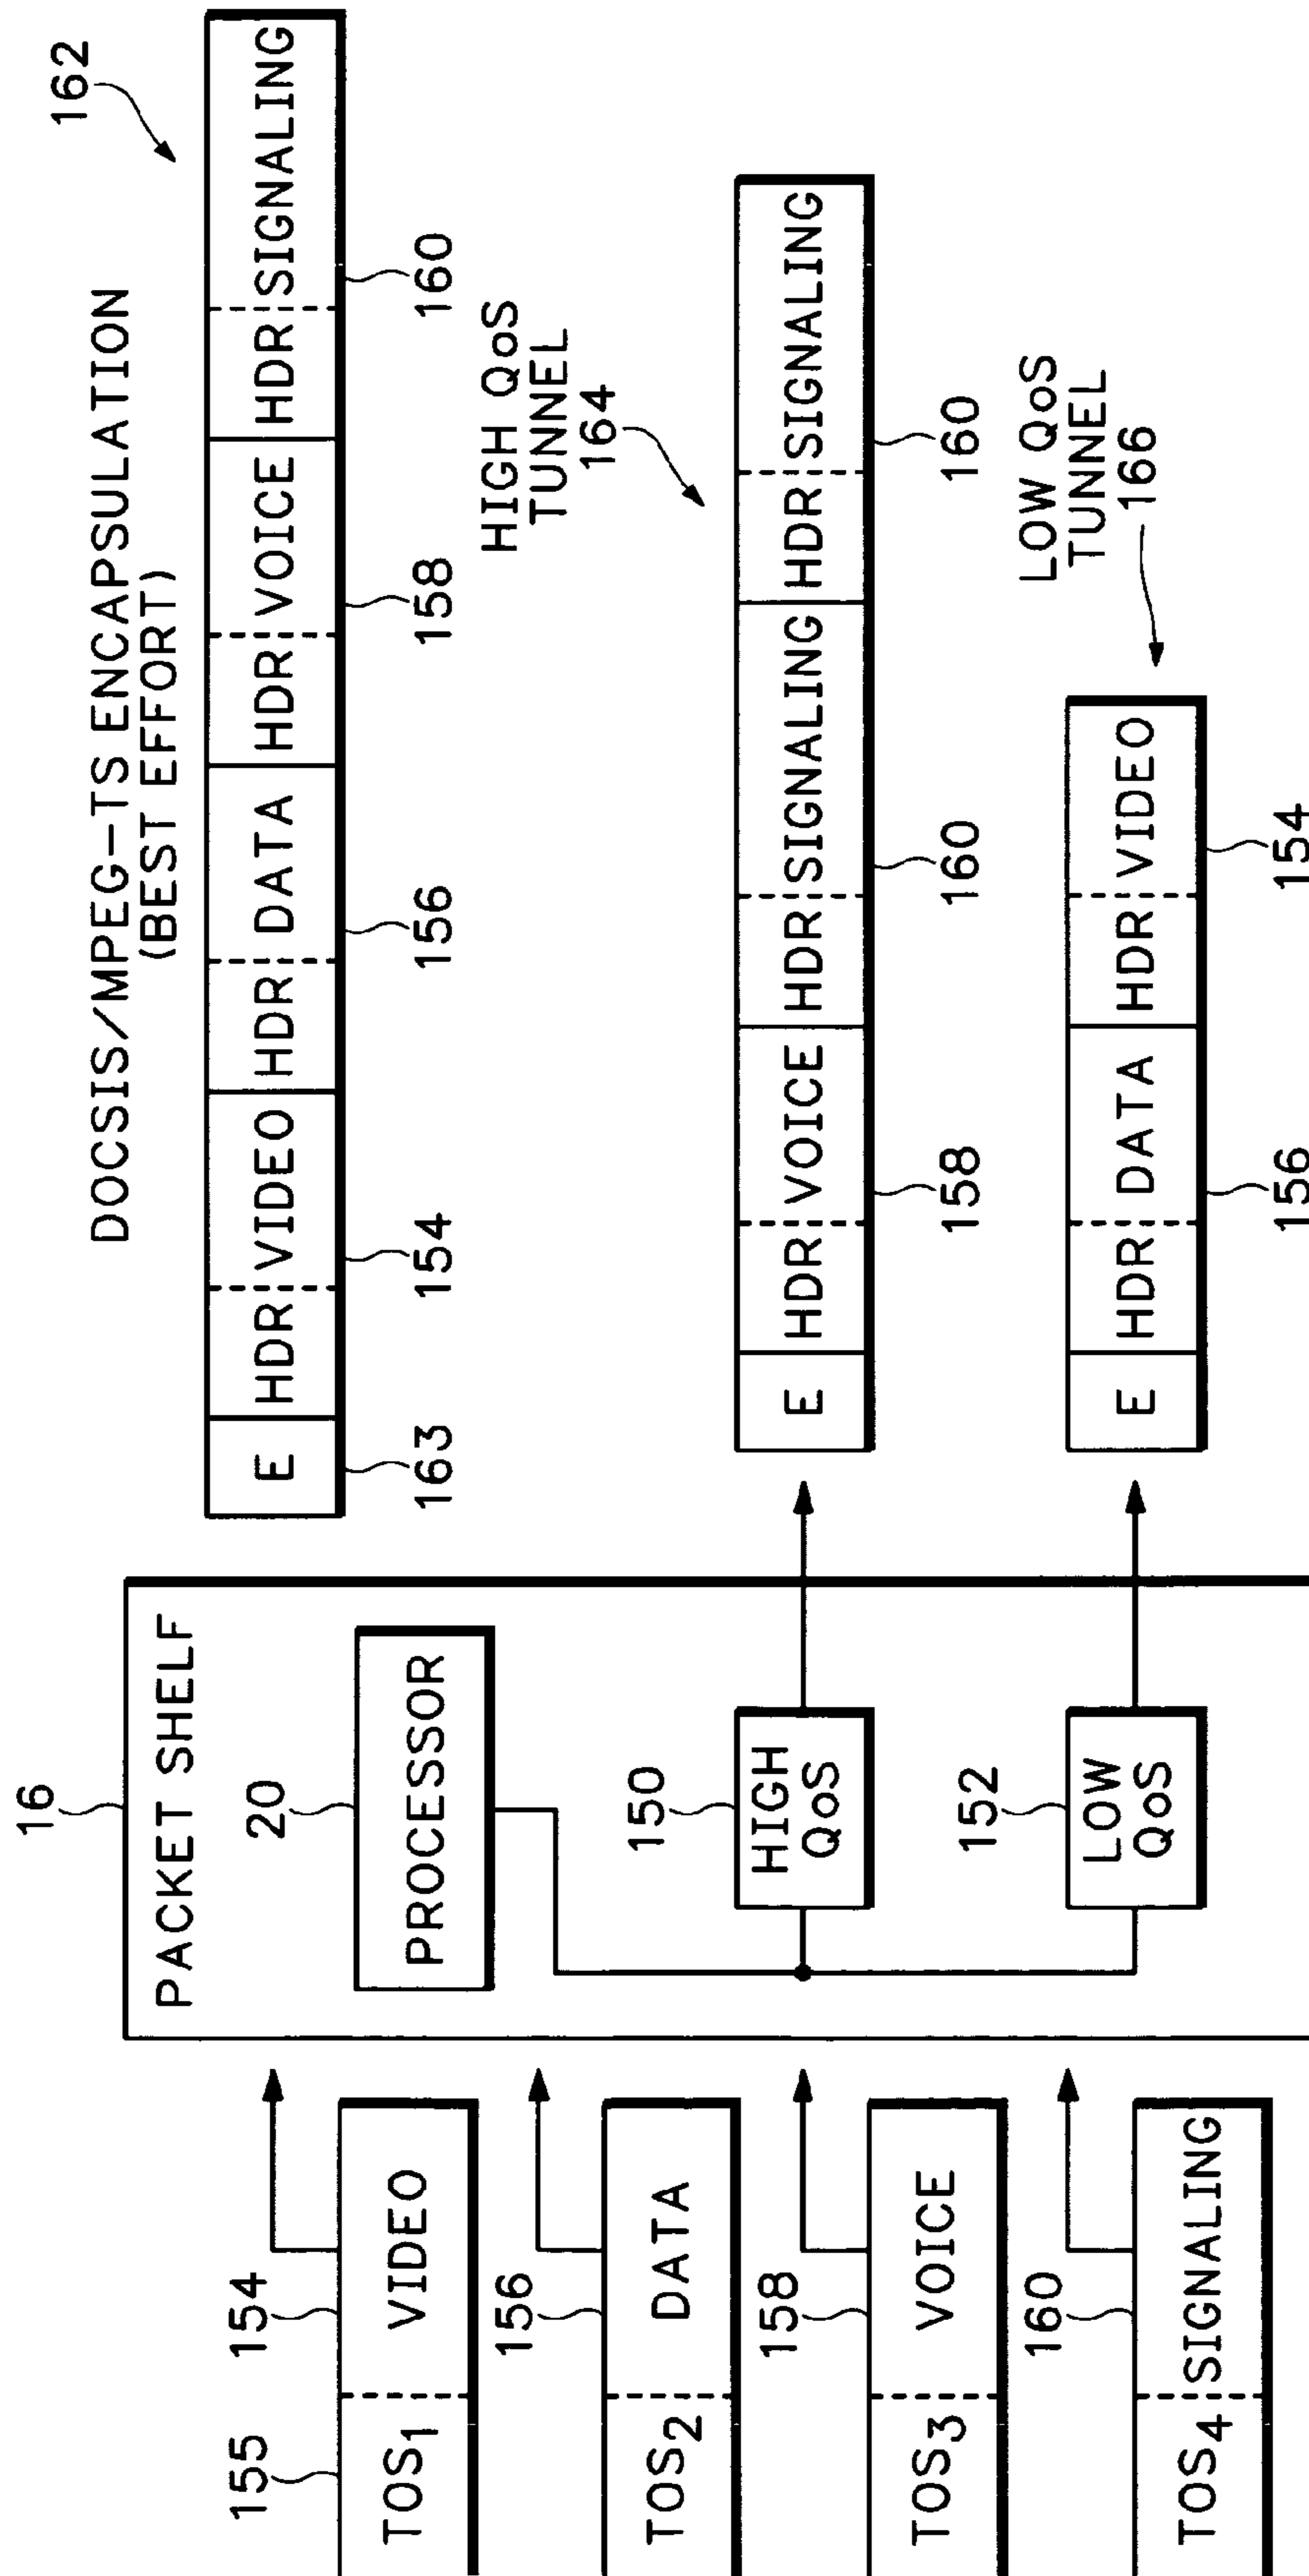 DOCSIS/MPEG-TS ENCAPSULATION
(BEST EFFORT)
162
E HDR VIDEO HDR DATA HDR VOICE HDR SIGNALING
163 154 156 158 160
16
PACKET SHELF
20
PROCESSOR
150
HIGH
QoS
152
LOW
QoS
155 154
TOS1 VIDEO
156
TOS2 DATA
158
TOS3 VOICE
160
TOS4 SIGNALING
HIGH QoS
TUNNEL
164
E HDR VOICE HDR SIGNALING HDR SIGNALING
158 160 160
LOW QoS
TUNNEL
166
E HDR DATA HDR VIDEO
156 154